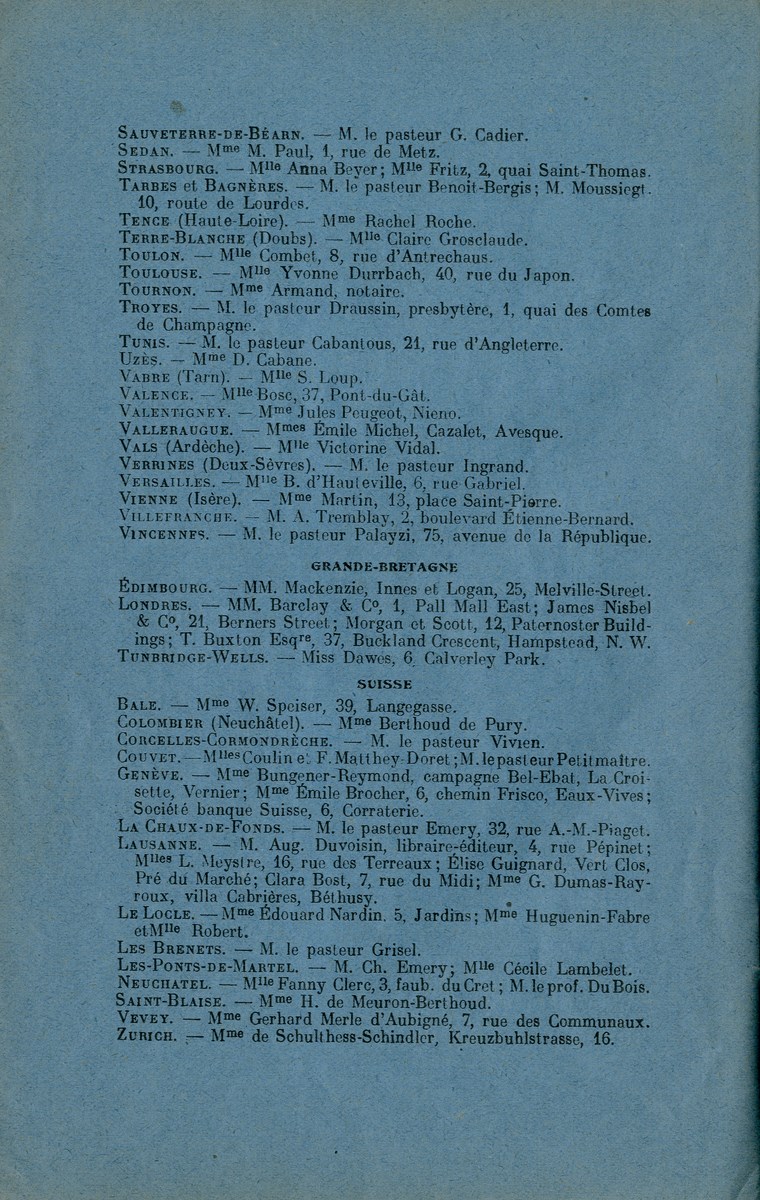 SAUVETERRE-DE-BÉARN. — M. le pasteur G. Cadier.
SEDAN. — Mme M. Paul, 1, rue de Metz.
STRASBOURG. — Mlle Anna Beyer; Mlle Fritz, 2, quai Saint-Thomas.
TARBES et BAGNÈRES. — M. le pasteur Benoit-Bergis; M. Moussiegt.
10, route de Lourdes.
TENCE (Haute-Loire). — Mme Rachel Roche.
TERRE-BLANCHE (Doubs). — Mlle Claire Grosclaude.
TOULON. — Mlle Combet, 8, rue d'Antrechaus.
TOULOUSE. — Mlle Yvonne Durrbach, 40, rue du Japon.
TOURNON. — Mme Armand, notaire.
TROYES. — M. le pasteur Draussin, presbytère, 1, quai des Comtes
de Champagne.
TUNIS. — M. le pasteur Cabantous, 21, rue d'Angleterre.
UZÈS. — Mme D. Cabane.
VABRE (Tarn). — Mlle S. Loup.
VALENCE. — Mlle Bosc, 37, Pont-du-Gât.
VALENTIGNEY. — Mme Jules Peugeot, Nieno.
VALLERAUGUE. — Mmes Émile Michel, Cazalet, Avesque.
VALS (Ardèche). — Mlle Victorine Vidal.
VERRINES (Deux-Sèvres). — M. le pasteur Ingrand.
VERSAILLES. — Mlle B. d'Hauteville, 6, rue Gabriel.
VIENNE (Isère). — Mme Martin, 13, place Saint-Pierre.
VILLEFRANCHE. — M. A. Tremblay, 2, boulevard Étienne-Bernard.
VINCENNES. — M. le pasteur Palayzi, 75, avenue de la République.
GRANDE-BRETAGNE
ÉDIMBOURG. — MM. Mackenzie, Innes et Logan, 25, Melville-Street.
LONDRES. — MM. Barclay & Co, 1, Pall Mall East; James Nisbel
& Co, 21, Berners Street; Morgan et Scott, 12, Paternoster Build-
ings; T. Buxton Esqre, 37, Buckland Crescent, Hampstead, N. W.
TUNBRIDGE-WELLS. — Miss Dawes, 6, Calverley Park.
SUISSE
BALE. — Mme W. Speiser, 39, Langegasse.
COLOMBIER (Neuchâtel). — Mme Berthoud de Pury.
CORCELLES-CORMONDRÈCHE. — M. le pasteur Vivien.
COUVET. — Mlles Coulin et F. Matthey-Doret; M. le pasteur Petitmaître.
GENÈVE. — Mme Bungener-Reymond, campagne Bel-Ebat, La Croi-
sette, Vernier; Mme Émile Brocher, 6, chemin Frisco, Eaux-Vives;
Société banque Suisse, 6, Corraterie.
LA CHAUX-DE-FONDS. — M. le pasteur Emery, 32, rue A.-M.-Piaget.
LAUSANNE. — M. Aug. Duvoisin, libraire-éditeur, 4, rue Pépinet;
Mlles L. Meystre, 16, rue des Terreaux; Élise Guignard, Vert Clos,
Pré du Marché; Clara Bost, 7, rue du Midi; Mme G. Dumas-Ray-
roux, villa Cabrières, Béthusy.
LE LOCLE. — Mme Édouard Nardin, 5, Jardins; Mme Huguenin-Fabre
et Mlle Robert.
LES BRENETS. — M. le pasteur Grisel.
LES-PONTS-DE-MARTEL. — M. Ch. Emery; Mlle Cécile Lambelet.
NEUCHATEL. — Mlle Fanny Clerc, 3, faub. du Cret; M. le prof. DuBois.
SAINT-BLAISE. — Mme H. de Meuron-Berthoud.
VEVEY. — Mme Gerhard Merle d'Aubigné, 7, rue des Communaux.
ZURICH. — Mme de Schulthess-Schindler, Kreuzbuhlstrasse, 16.